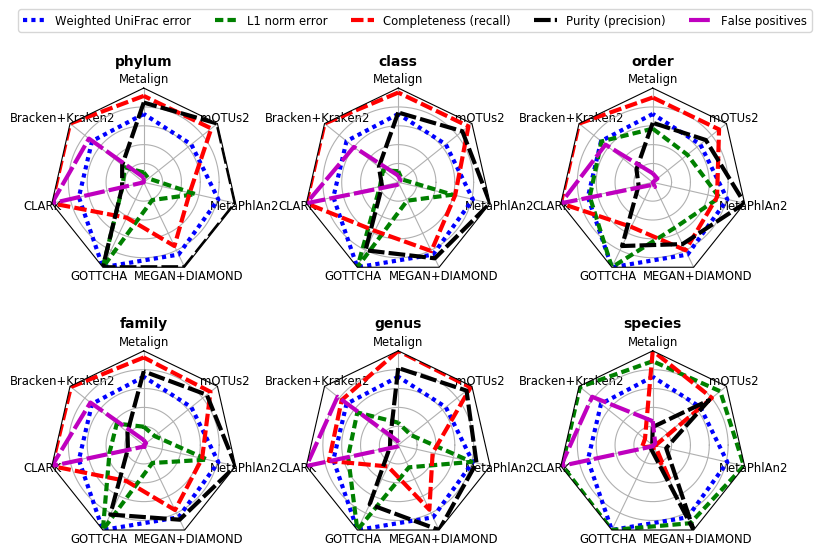 Weighted UniFrac error L1 norm error Completeness (recall) Purity (precision) False positives
phylum class order
Metalign Metalign Metalign
Bracken+Kraken2 mOTUs2 Bracken+Kraken2 mOTUs2 Bracken+Kraken2 mOTUs2
CLARK MetaPhlAn2 CLARK MetaPhlAn2 CLARK MetaPhlAn2
GOTTCHA MEGAN+DIAMOND GOTTCHA MEGAN+DIAMOND GOTTCHA MEGAN+DIAMOND
family genus species
Metalign Metalign Metalign
Bracken+Kraken2 mOTUs2 Bracken+Kraken2 mOTUs2 Bracken+Kraken2 mOTUs2
CLARK MetaPhlAn2 CLARK MetaPhlAn2 CLARK MetaPhlAn2
GOTTCHA MEGAN+DIAMOND GOTTCHA MEGAN+DIAMOND GOTTCHA MEGAN+DIAMOND